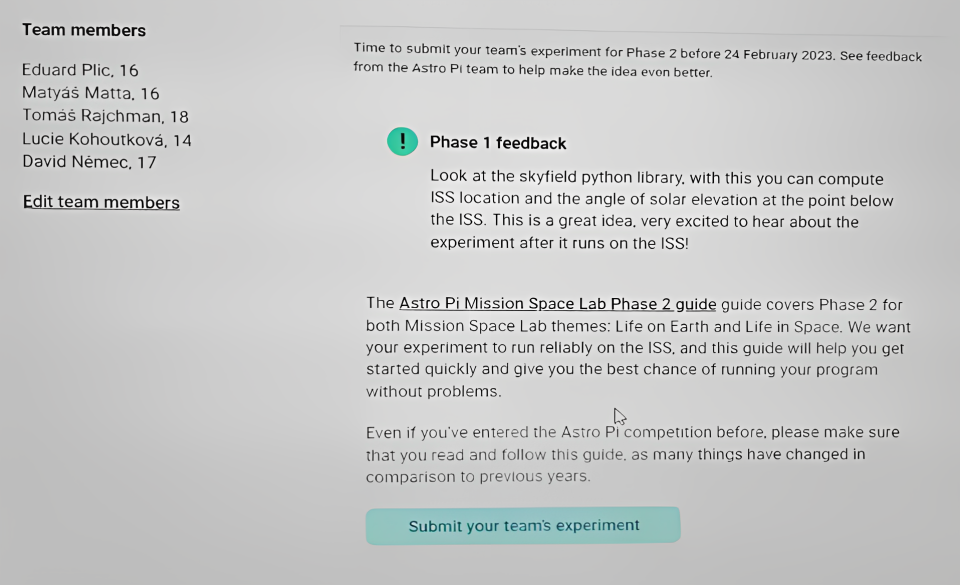 Team members
Eduard Plic, 16
Matyáš Matta, 16
Tomáš Rajchman, 18
Lucie Kohoutková, 14
David Němec, 17
Edit team members
Time to submit your team's experiment for Phase 2 before 24 February 2023. See feedback
from the Astro Pi team to help make the idea even better.
! Phase 1 feedback
Look at the skyfield python library, with this you can compute
ISS location and the angle of solar elevation at the point below
the ISS. This is a great idea, very excited to hear about the
experiment after it runs on the ISS!
The Astro Pi Mission Space Lab Phase 2 guide guide covers Phase 2 for
both Mission Space Lab themes: Life on Earth and Life in Space. We want
your experiment to run reliably on the ISS, and this guide will help you get
started quickly and give you the best chance of running your program
without problems.
Even if you've entered the Astro Pi competition before, please make sure
that you read and follow this guide, as many things have changed in
comparison to previous years.
Submit your team's experiment